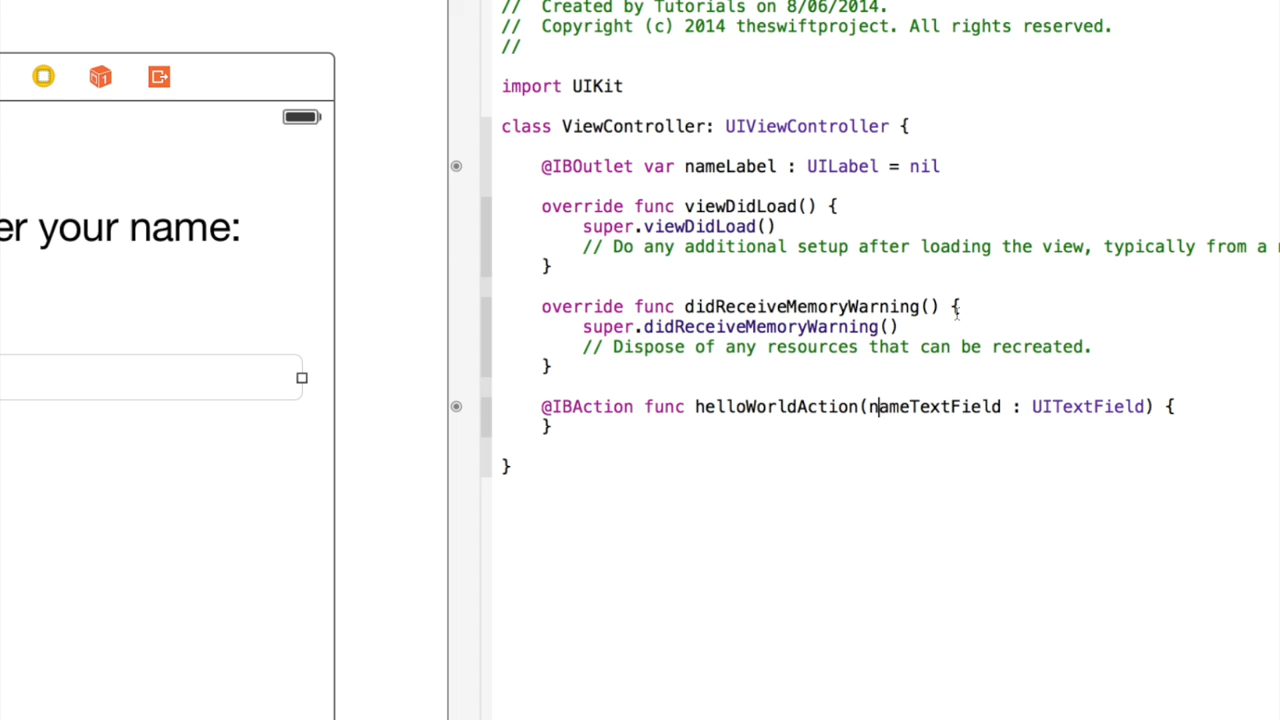 //  Created by Tutorials on 8/06/2014.
//  Copyright (c) 2014 theswiftproject. All rights reserved.
//
import UIKit
class ViewController: UIViewController {
@IBOutlet var nameLabel : UILabel = nil
er your name:
override func viewDidLoad() {
super.viewDidLoad()
// Do any additional setup after loading the view, typically from a
}
override func didReceiveMemoryWarning() {
super.didReceiveMemoryWarning()
// Dispose of any resources that can be recreated.
}
@IBAction func helloWorldAction(nameTextField : UITextField) {
}
}